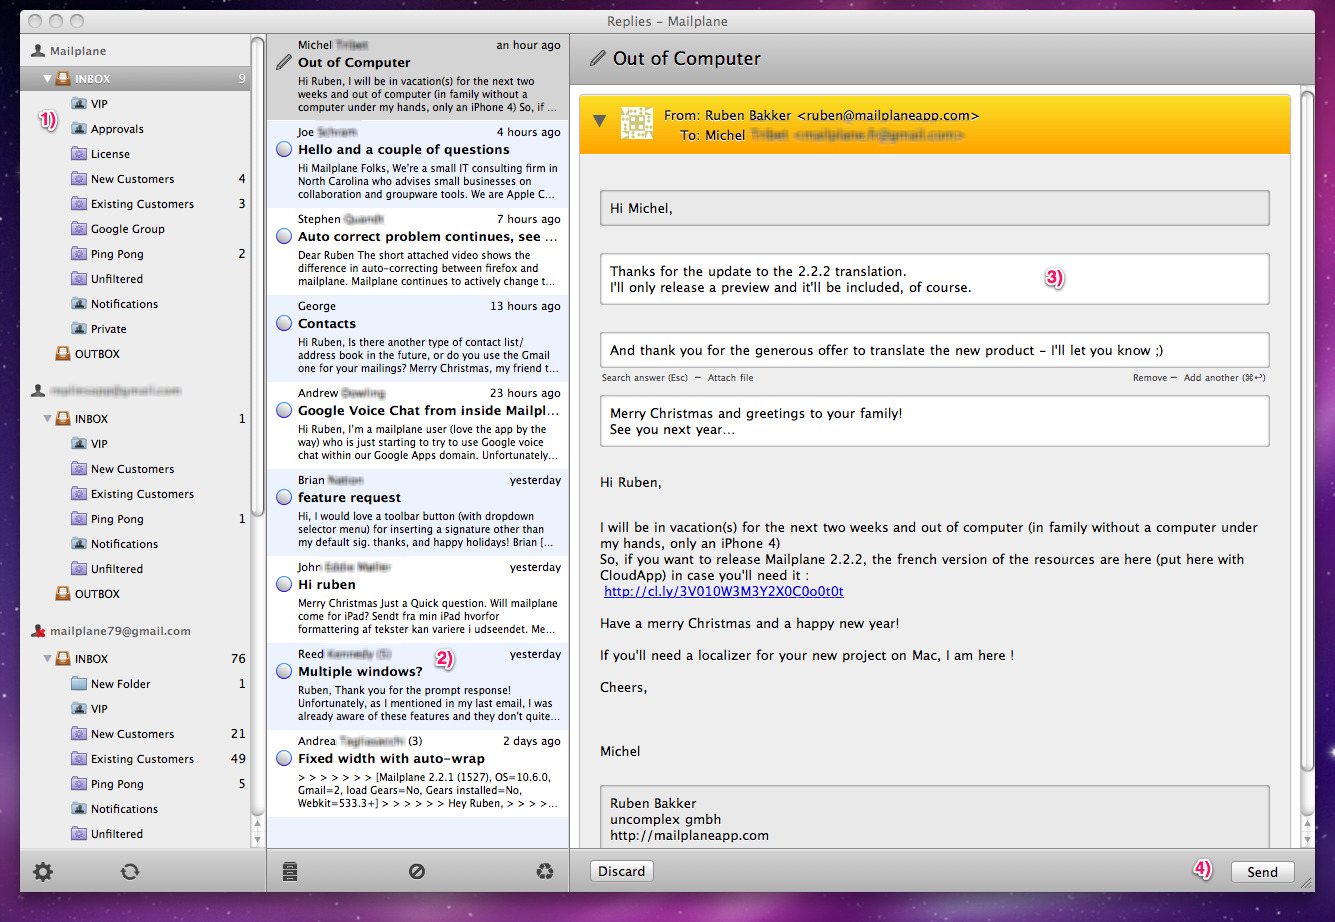 Replies – Mailplane
Mailplane
INBOX 9
1)
VIP
Approvals
License
New Customers 4
Existing Customers 3
Google Group
Ping Pong 2
Unfiltered
Notifications
Private
OUTBOX
INBOX 1
VIP
New Customers
Existing Customers
Ping Pong 1
Notifications
Unfiltered
OUTBOX
mailplane79@gmail.com
INBOX 76
New Folder 1
VIP
New Customers 21
Existing Customers 49
Ping Pong 5
Notifications
Unfiltered
Michel an hour ago
Out of Computer
Hi Ruben, I will be in vacation(s) for the next two
weeks and out of computer (in family without a
computer under my hands, only an iPhone 4) So, if ...
Joe 4 hours ago
Hello and a couple of questions
Hi Mailplane Folks, We're a small IT consulting firm in
North Carolina who advises small businesses on
collaboration and groupware tools. We are Apple C...
Stephen 7 hours ago
Auto correct problem continues, see ...
Dear Ruben The short attached video shows the
difference in auto-correcting between firefox and
mailplane. Mailplane continues to actively change t...
George 13 hours ago
Contacts
Hi Ruben, Is there another type of contact list/
address book in the future, or do you use the Gmail
one for your mailings? Merry Christmas, my friend t...
Andrew 23 hours ago
Google Voice Chat from inside Mailpl...
Hi Ruben, I'm a mailplane user (love the app by the
way) who is just starting to try to use Google voice
chat within our Google Apps domain. Unfortunately...
Brian yesterday
feature request
Hi, I would love a toolbar button (with dropdown
selector menu) for inserting a signature other than
my default sig. thanks, and happy holidays! Brian [...
John yesterday
Hi ruben
Merry Christmas Just a Quick question. Will mailplane
come for iPad? Sendt fra min iPad hvorfor
formattering af tekster kan variere i udseendet. Me...
Reed 2) yesterday
Multiple windows?
Ruben, Thank you for the prompt response!
Unfortunately, as I mentioned in my last email, I was
already aware of these features and they don't quite...
Andrea (3) 2 days ago
Fixed width with auto-wrap
> > > > > > > [Mailplane 2.2.1 (1527), OS=10.6.0,
Gmail=2, load Gears=No, Gears installed=No,
Webkit=533.3+] > > > > > > Hey Ruben, > > > >...
Out of Computer
From: Ruben Bakker <ruben@mailplaneapp.com>
To: Michel
Hi Michel,
Thanks for the update to the 2.2.2 translation.
I'll only release a preview and it'll be included, of course.
3)
And thank you for the generous offer to translate the new product – I'll let you know ;)
Search answer (Esc) – Attach file Remove – Add another (⌘↩)
Merry Christmas and greetings to your family!
See you next year...
Hi Ruben,
I will be in vacation(s) for the next two weeks and out of computer (in family without a computer under
my hands, only an iPhone 4)
So, if you want to release Mailplane 2.2.2, the french version of the resources are here (put here with
CloudApp) in case you'll need it :
http://cl.ly/3V010W3M3Y2X0C0o0t0t
Have a merry Christmas and a happy new year!
If you'll need a localizer for your new project on Mac, I am here !
Cheers,
Michel
Ruben Bakker
uncomplex gmbh
http://mailplaneapp.com
Discard 4) Send